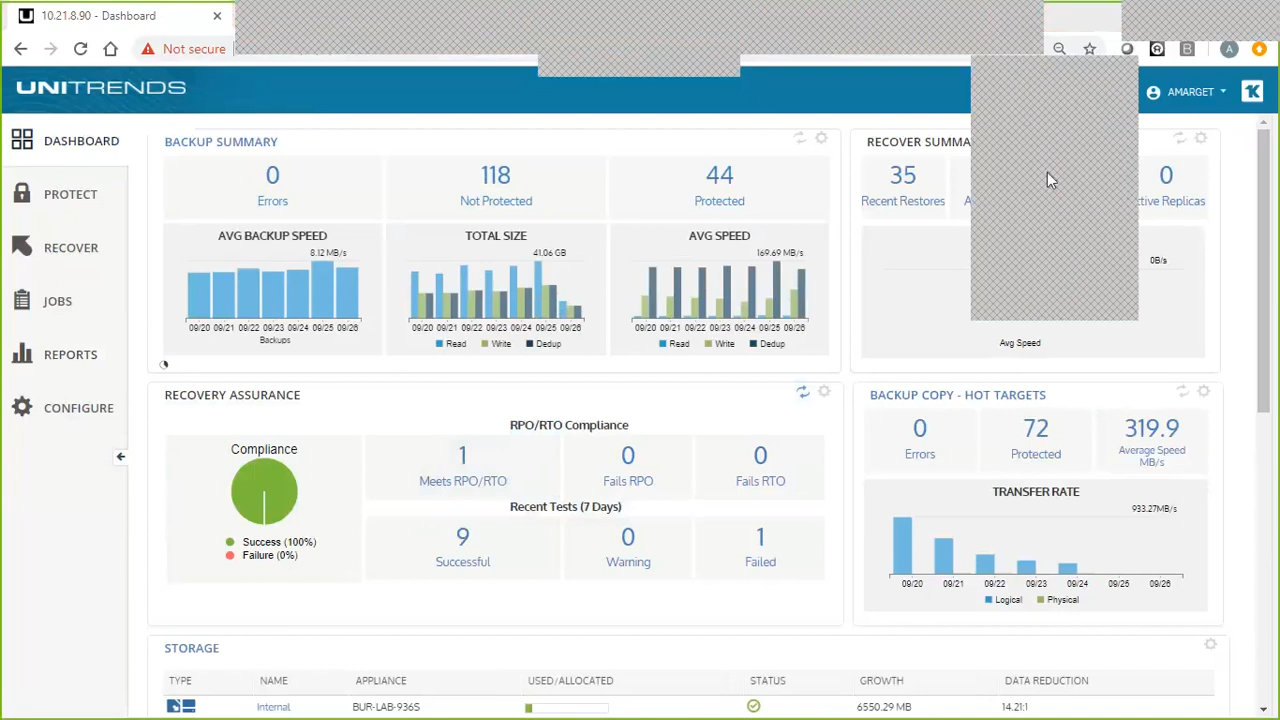 10.21.8.90 - Dashboard
Not secure
UNITRENDS
AMARGET
DASHBOARD
PROTECT
RECOVER
JOBS
REPORTS
CONFIGURE
BACKUP SUMMARY
0
Errors
118
Not Protected
44
Protected
AVG BACKUP SPEED
8.12 MB/s
09/20 09/21 09/22 09/23 09/24 09/25 09/26
Backups
TOTAL SIZE
41.06 GB
09/20 09/21 09/22 09/23 09/24 09/25 09/26
Read Write Dedup
AVG SPEED
169.69 MB/s
09/20 09/21 09/22 09/23 09/24 09/25 09/26
Read Write Dedup
RECOVER SUMMA
35
Recent Restores
A
0
ctive Replicas
0B/s
Avg Speed
RECOVERY ASSURANCE
Compliance
Success (100%)
Failure (0%)
RPO/RTO Compliance
1
Meets RPO/RTO
0
Fails RPO
0
Fails RTO
Recent Tests (7 Days)
9
Successful
0
Warning
1
Failed
BACKUP COPY - HOT TARGETS
0
Errors
72
Protected
319.9
Average Speed
MB/s
TRANSFER RATE
933.27MB/s
09/20 09/21 09/22 09/23 09/24 09/25 09/26
Logical Physical
STORAGE
TYPE NAME APPLIANCE USED/ALLOCATED STATUS GROWTH DATA REDUCTION
Internal BUR-LAB-936S 6550.29 MB 14.21:1